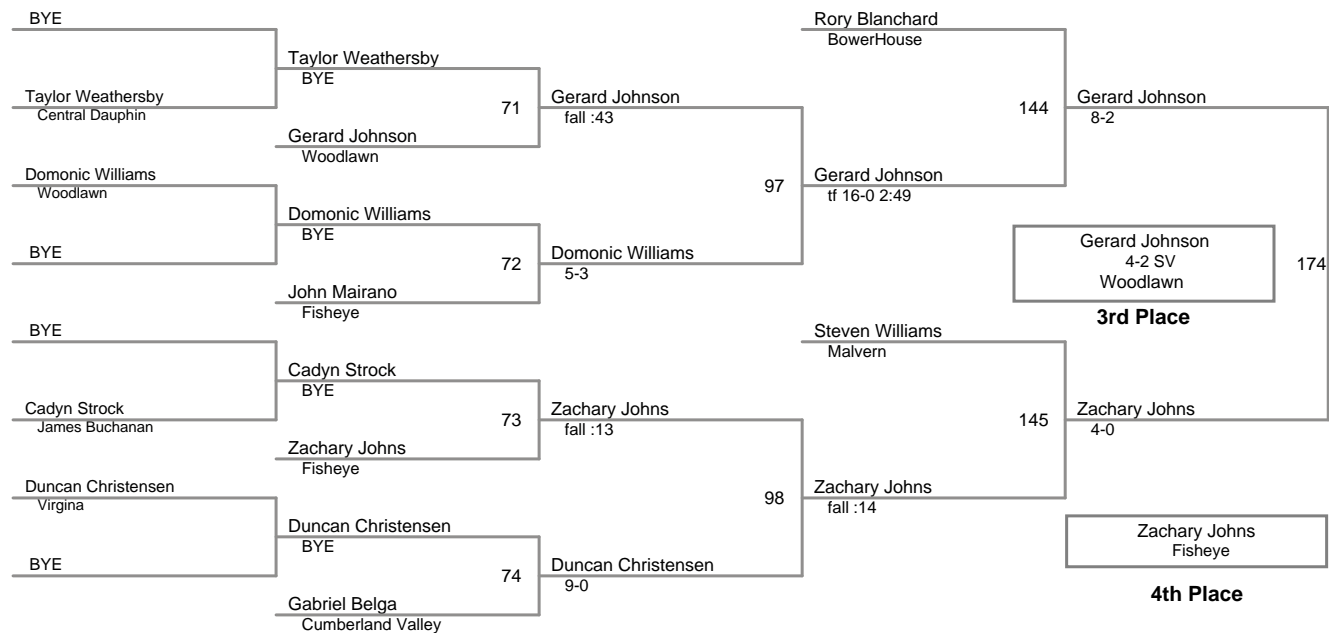 BYE
Taylor Weathersby
Central Dauphin
Domonic Williams
Woodlawn
BYE
BYE
Cadyn Strock
James Buchanan
Duncan Christensen
Virgina
BYE
Taylor Weathersby
BYE
71
Gerard Johnson
Woodlawn
Domonic Williams
BYE
72
John Mairano
Fisheye
Cadyn Strock
BYE
73
Zachary Johns
Fisheye
Duncan Christensen
BYE
74
Gabriel Belga
Cumberland Valley
Gerard Johnson
fall :43
97
Domonic Williams
5-3
Zachary Johns
fall :13
98
Duncan Christensen
9-0
Rory Blanchard
BowerHouse
144
Gerard Johnson
tf 16-0 2:49
Steven Williams
Malvern
145
Zachary Johns
fall :14
Gerard Johnson
8-2
174
Zachary Johns
4-0
Gerard Johnson
4-2 SV
Woodlawn
3rd Place
Zachary Johns
Fisheye
4th Place